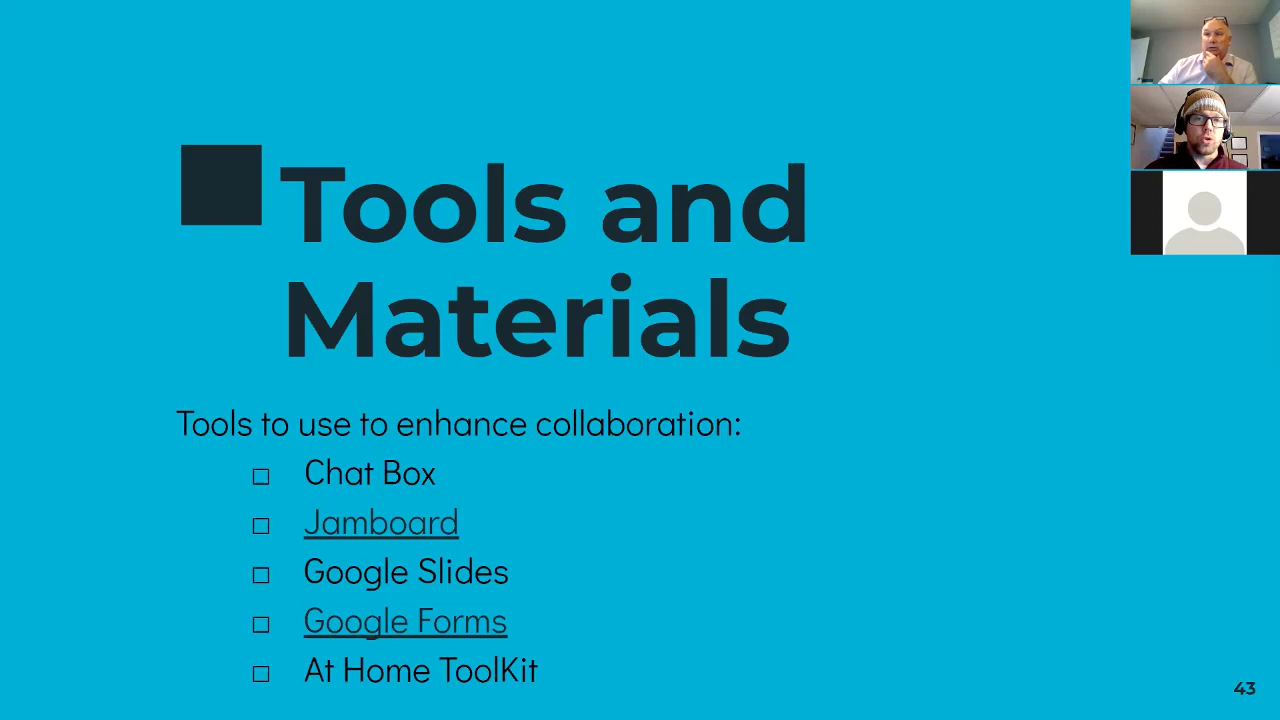 Tools and
Materials
Tools to use to enhance collaboration:
Chat Box
Jamboard
Google Slides
Google Forms
At Home ToolKit
43